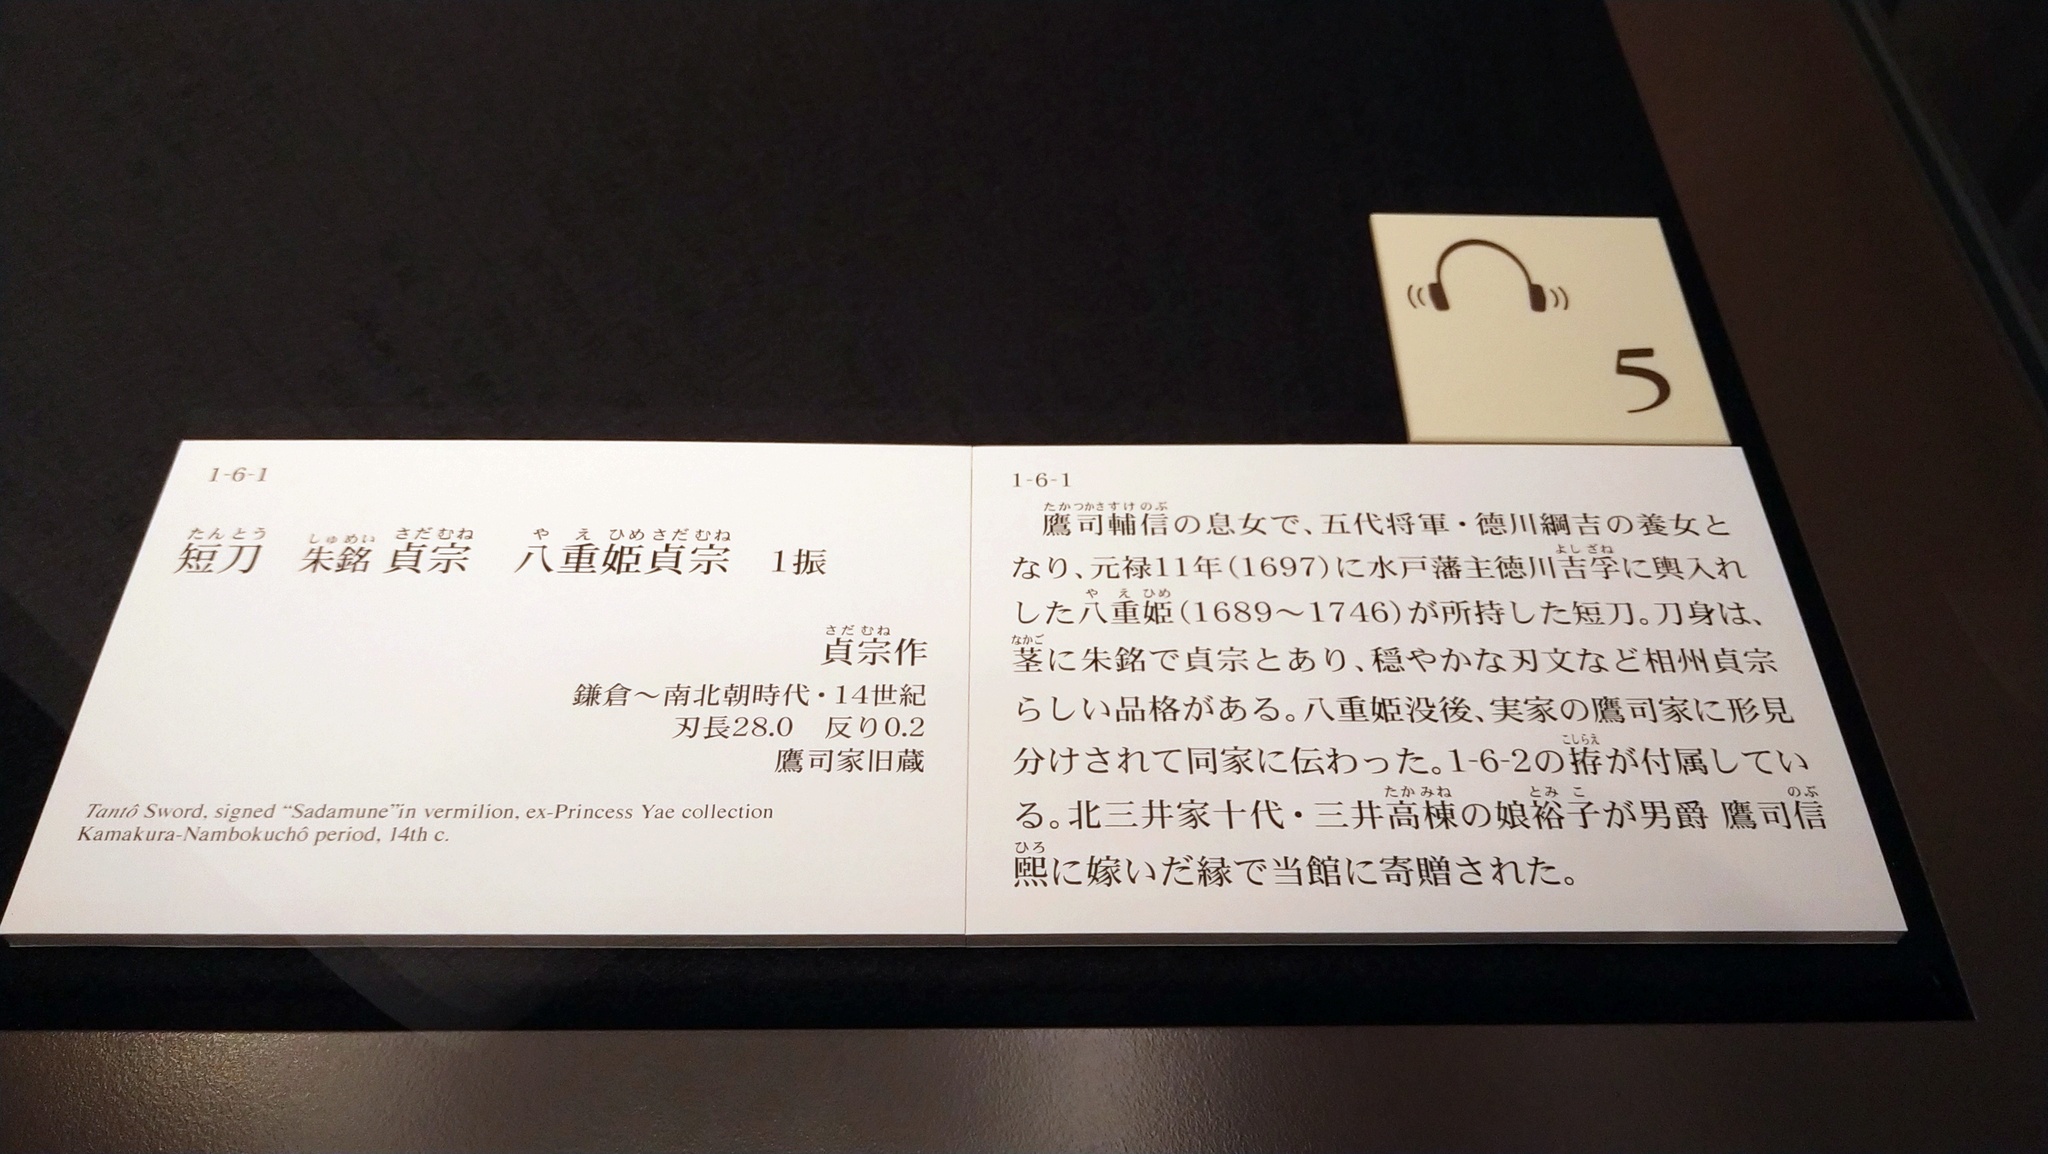 5
1-6-1
たんとう しゅめい さだむね やえひめさだむね
短刀 朱銘 貞宗 八重姫貞宗 1振
さだむね
貞宗作
鎌倉～南北朝時代・14世紀
刃長28.0 反り0.2
鷹司家旧蔵
Tantô Sword, signed “Sadamune”in vermilion, ex-Princess Yae collection
Kamakura-Nambokuchô period, 14th c.
1-6-1
たかつかさすけのぶ
鷹司輔信の息女で、五代将軍・徳川綱吉の養女と
よしざね
なり、元禄11年(1697)に水戸藩主徳川吉孚に輿入れ
やえひめ
した八重姫(1689～1746)が所持した短刀。刀身は、
なかご
茎に朱銘で貞宗とあり、穏やかな刃文など相州貞宗
らしい品格がある。八重姫没後、実家の鷹司家に形見
こしらえ
分けされて同家に伝わった。1-6-2の拵が付属してい
たかみね とみこ のぶ
る。北三井家十代・三井高棟の娘裕子が男爵 鷹司信
ひろ
熙に嫁いだ縁で当館に寄贈された。